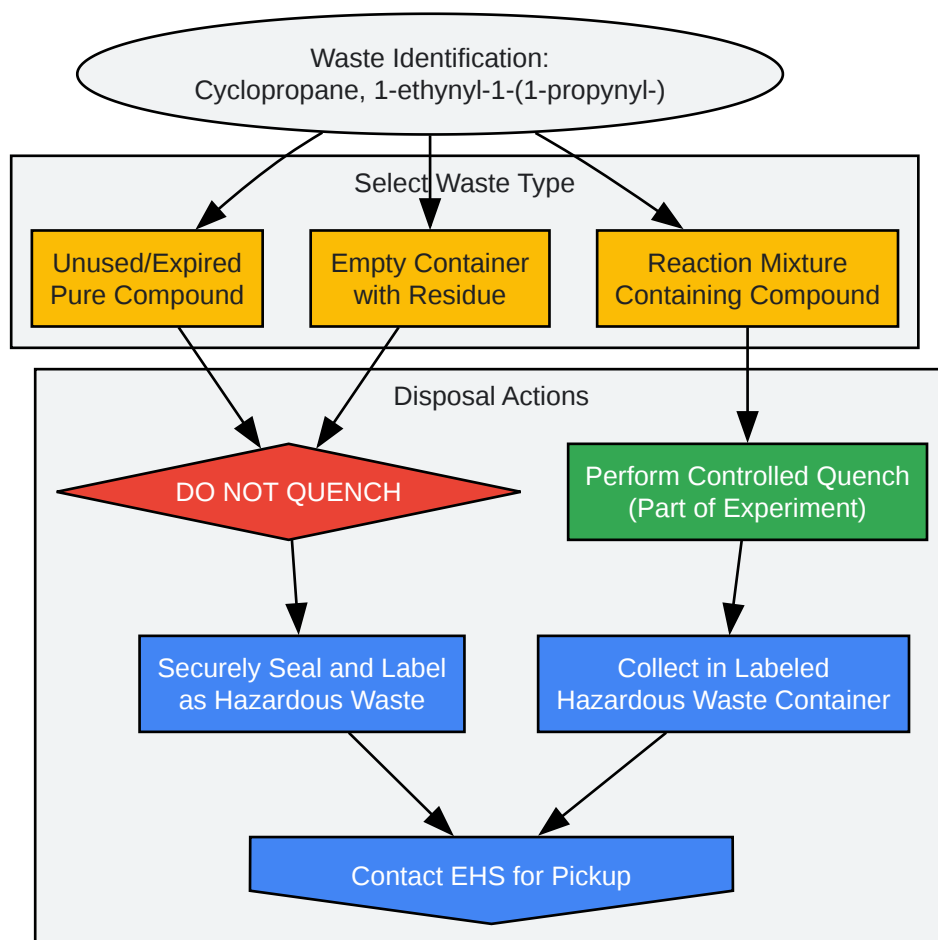 Waste Identification:
Cyclopropane, 1-ethynyl-1-(1-propynyl-)
Select Waste Type
Unused/Expired
Pure Compound
Empty Container
with Residue
Reaction Mixture
Containing Compound
Disposal Actions
DO NOT QUENCH
Perform Controlled Quench
(Part of Experiment)
Securely Seal and Label
as Hazardous Waste
Collect in Labeled
Hazardous Waste Container
Contact EHS for Pickup